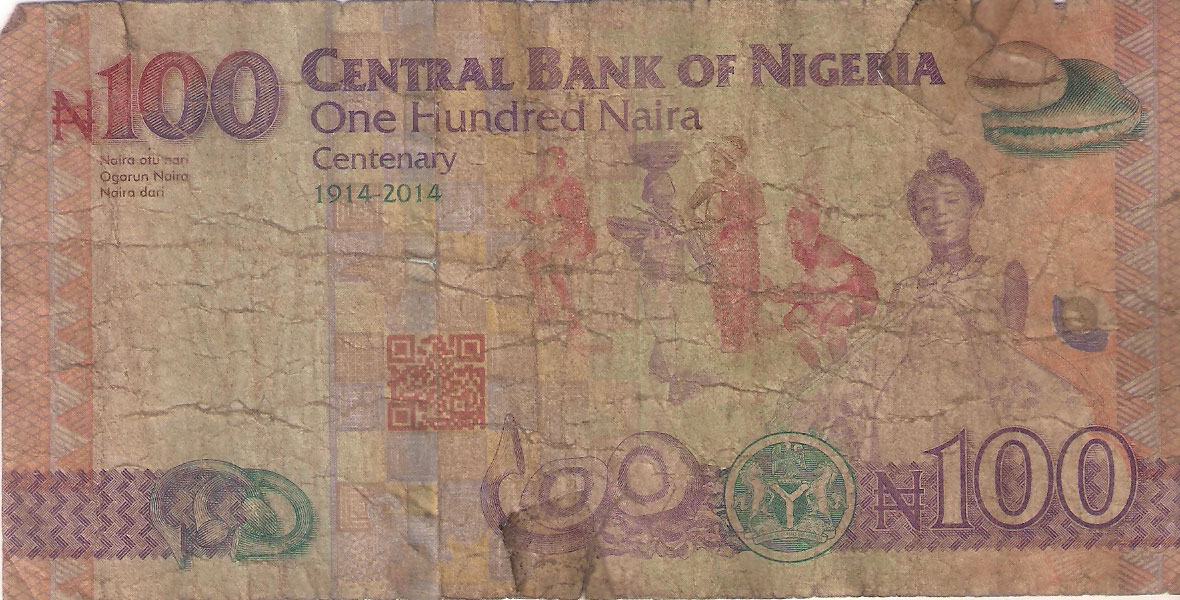 ₦100
CENTRAL BANK OF NIGERIA
One Hundred Naira
Centenary
1914-2014
Naira otu nari
Ogorun Naira
Naira dari
₦100